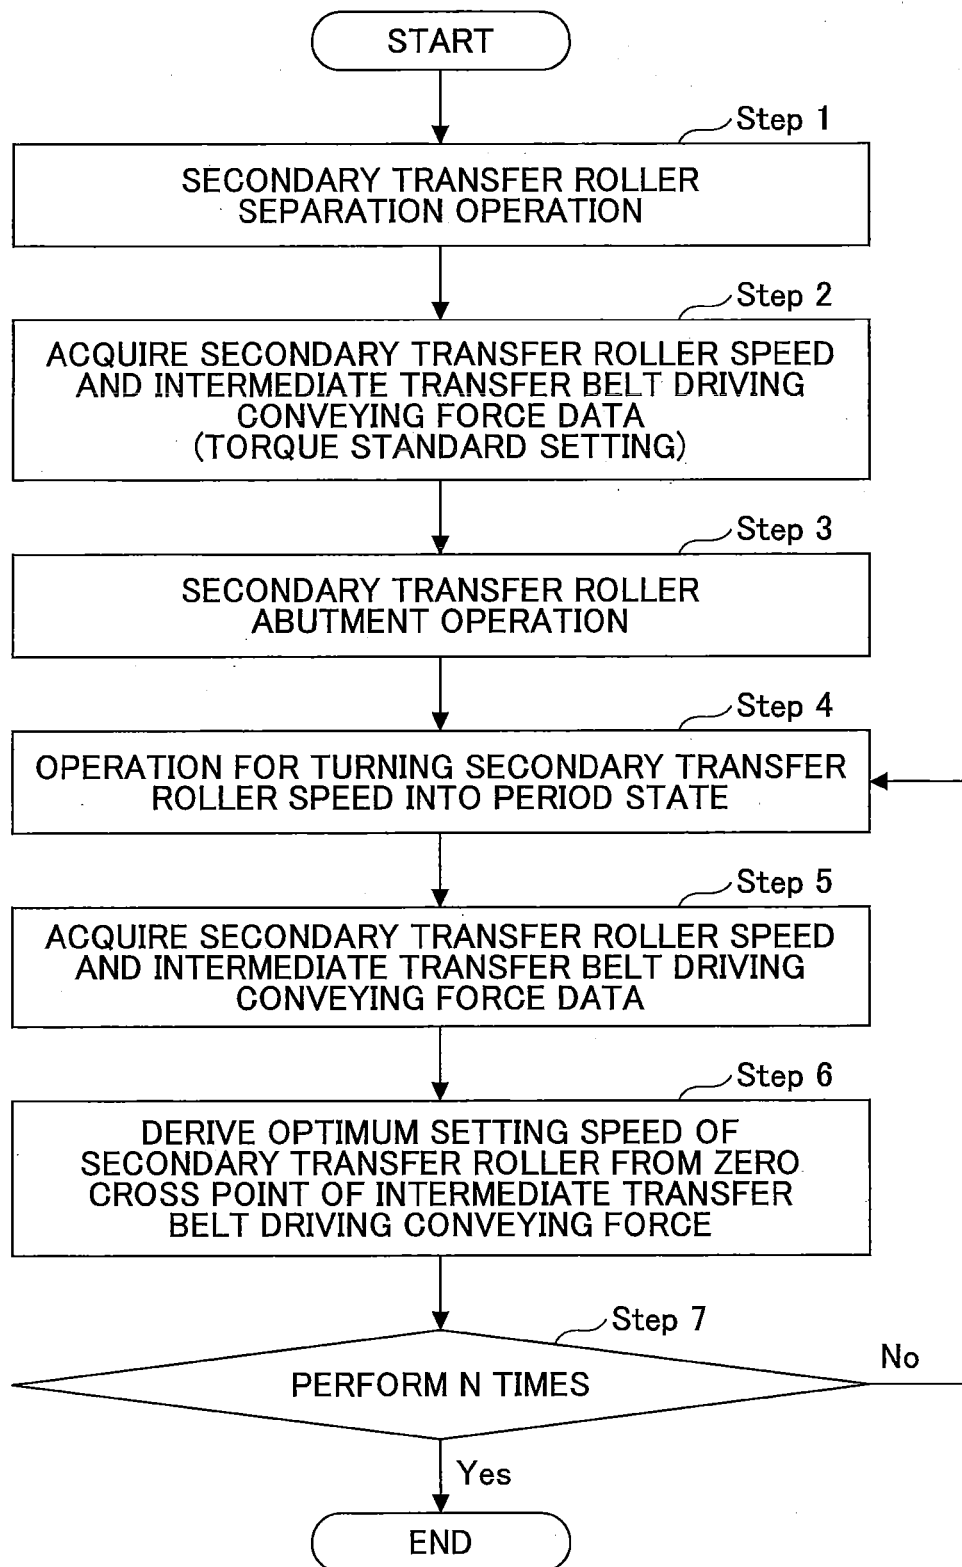 START
Step 1
SECONDARY TRANSFER ROLLER
SEPARATION OPERATION
Step 2
ACQUIRE SECONDARY TRANSFER ROLLER SPEED
AND INTERMEDIATE TRANSFER BELT DRIVING
CONVEYING FORCE DATA
(TORQUE STANDARD SETTING)
Step 3
SECONDARY TRANSFER ROLLER
ABUTMENT OPERATION
Step 4
OPERATION FOR TURNING SECONDARY TRANSFER
ROLLER SPEED INTO PERIOD STATE
Step 5
ACQUIRE SECONDARY TRANSFER ROLLER SPEED
AND INTERMEDIATE TRANSFER BELT DRIVING
CONVEYING FORCE DATA
Step 6
DERIVE OPTIMUM SETTING SPEED OF
SECONDARY TRANSFER ROLLER FROM ZERO
CROSS POINT OF INTERMEDIATE TRANSFER
BELT DRIVING CONVEYING FORCE
Step 7
PERFORM N TIMES
No
Yes
END